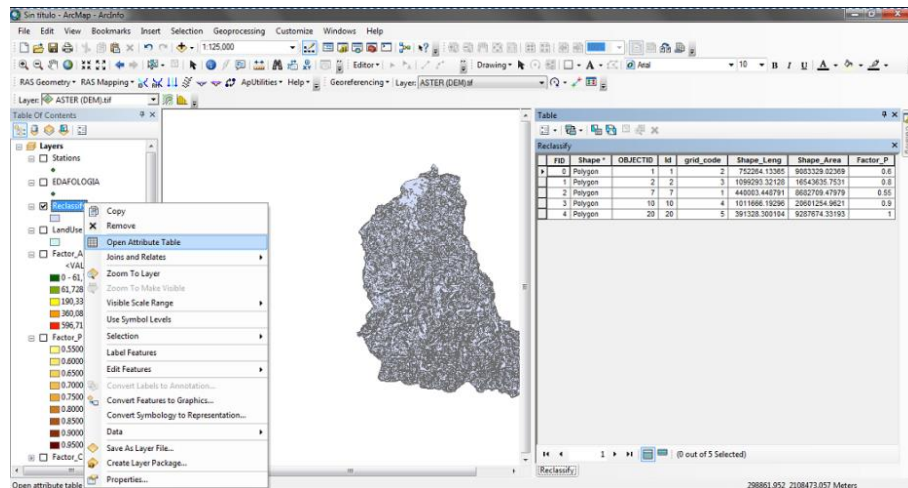 Sin título - ArcMap - ArcInfo
File Edit View Bookmarks Insert Selection Geoprocessing Customize Windows Help
1:125,000
Editor
Drawing
Arial
10
B I U A
RAS Geometry RAS Mapping ApUtilities Help Georeferencing Layer: ASTER (DEM).tif
Layer: ASTER (DEM).tif
Table Of Contents
Layers
Stations
EDAFOLOGIA
Reclassify
LandUse
Factor_A
<VAL
0 - 61,
61,728
190,33
360,08
596,71
Factor_P
0.5500
0.6000
0.6500
0.7000
0.7500
0.8000
0.8500
0.9000
0.9500
Factor_C
Copy
Remove
Open Attribute Table
Joins and Relates
Zoom To Layer
Zoom To Make Visible
Visible Scale Range
Use Symbol Levels
Selection
Label Features
Edit Features
Convert Labels to Annotation...
Convert Features to Graphics...
Convert Symbology to Representation...
Data
Save As Layer File...
Create Layer Package...
Properties...
Table
Reclassify
FID Shape * OBJECTID Id grid_code Shape_Leng Shape_Area Factor_P
0 Polygon 1 1 2 752264.13365 9083329.02369 0.6
1 Polygon 2 2 3 1099293.32128 16543635.7531 0.8
2 Polygon 7 7 1 448083.448791 8682709.47979 0.55
3 Polygon 10 10 4 1011666.19296 20601254.9621 0.9
4 Polygon 20 20 5 391328.300104 9287674.33193 1
1 (0 out of 5 Selected)
Reclassify
Open attribute table
298861.952 2108473.057 Meters